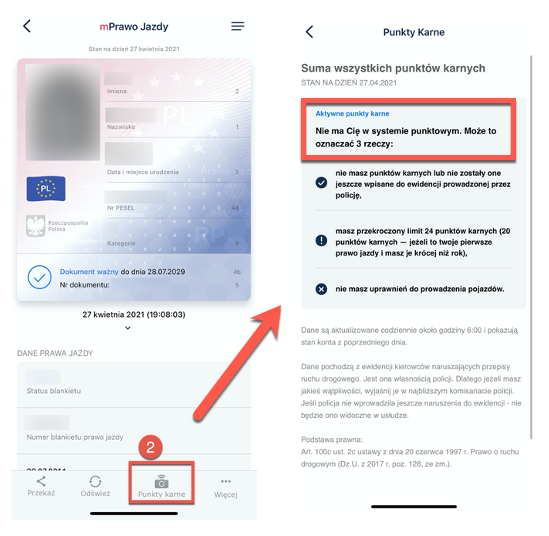 mPrawo Jazdy
Stan na dzień 27 kwietnia 2021
Imiona 2
Nazwisko 1
Data i miejsce urodzenia 3
PL
Nr PESEL 4d
Rzeczpospolita
Polska
Kategorie 9
Dokument ważny do dnia 28.07.2029 4b
Nr dokumentu: 5
27 kwietnia 2021 (19:08:03)
DANE PRAWA JAZDY
Status blankietu
Numer blankietu prawa jazdy
2
Przekaż
Odśwież
Punkty karne
Więcej
Punkty Karne
Suma wszystkich punktów karnych
STAN NA DZIEŃ 27.04.2021
Aktywne punkty karne
Nie ma Cię w systemie punktowym. Może to
oznaczać 3 rzeczy:
nie masz punktów karnych lub nie zostały one
jeszcze wpisane do ewidencji prowadzonej przez
policję,
masz przekroczony limit 24 punktów karnych (20
punktów karnych — jeżeli to twoje pierwsze
prawo jazdy i masz je krócej niż rok),
nie masz uprawnień do prowadzenia pojazdów.
Dane są aktualizowane codziennie około godziny 6:00 i pokazują
stan konta z poprzedniego dnia.
Dane pochodzą z ewidencji kierowców naruszających przepisy
ruchu drogowego. Jest ona własnością policji. Dlatego jeżeli masz
jakieś wątpliwości, wyjaśnij je w najbliższym komisariacie policji.
Jeśli policja nie wprowadziła jeszcze naruszenia do ewidencji - nie
będzie ono widoczne w usłudze.
Podstawa prawna:
Art. 100c ust. 2c ustawy z dnia 20 czerwca 1997 r. Prawo o ruchu
drogowym (Dz.U. z 2017 r. poz. 128, ze zm.).